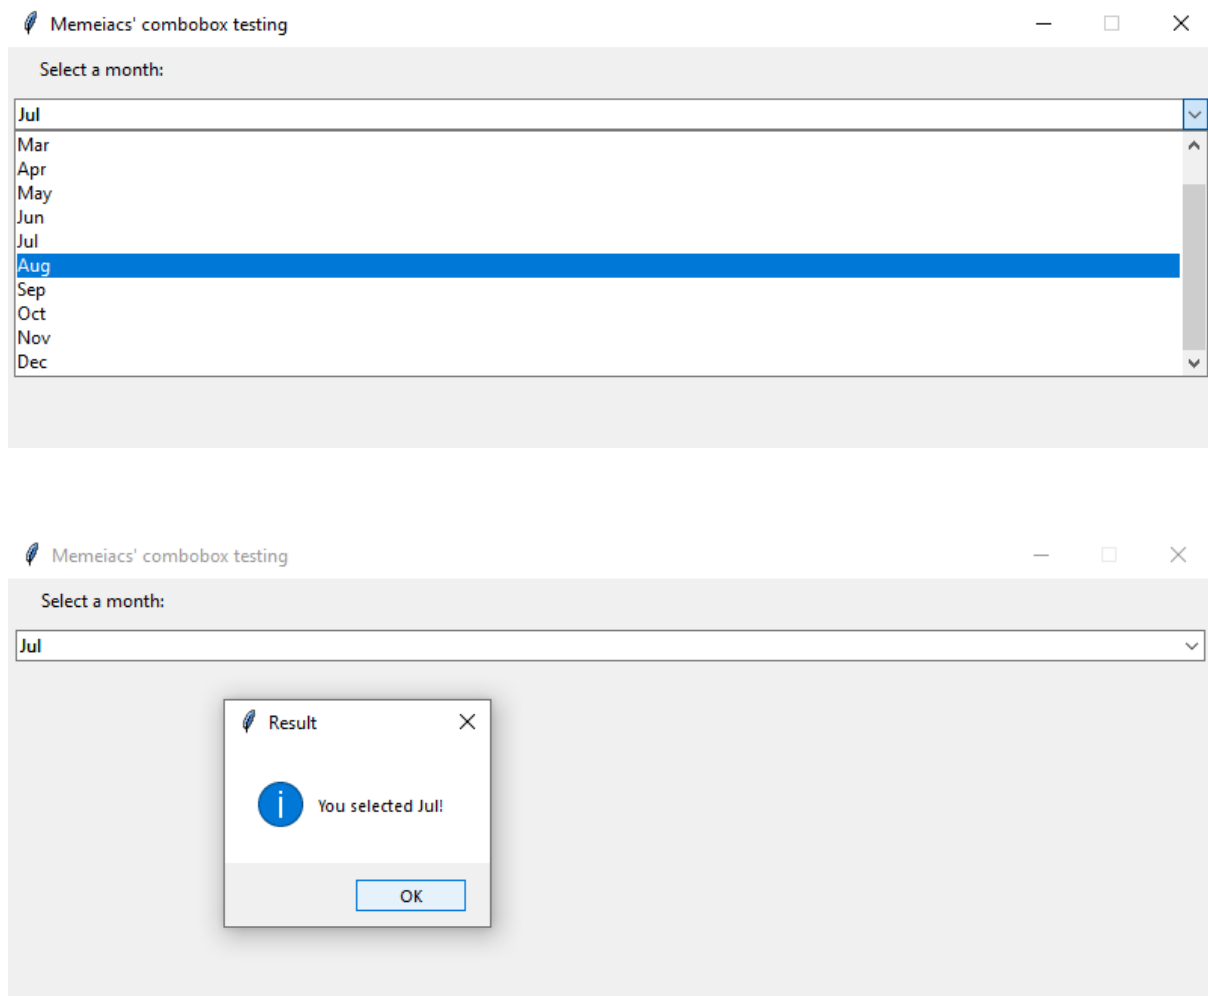 Memeiacs' combobox testing
Select a month:
Jul
Mar
Apr
May
Jun
Jul
Aug
Sep
Oct
Nov
Dec
Memeiacs' combobox testing
Select a month:
Jul
Result
You selected Jul!
OK